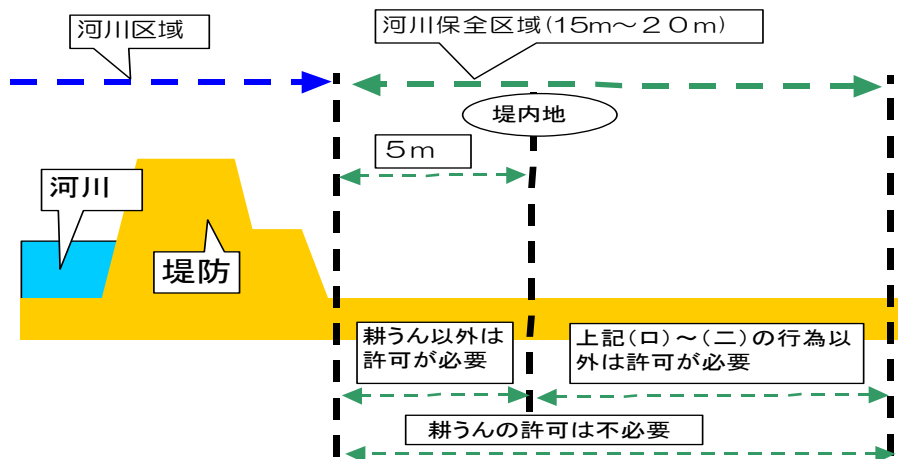 河川区域
河川保全区域(15m～２０ｍ)
堤内地
５ｍ
河川
堤防
耕うん以外は
許可が必要
上記(ロ)～(ニ)の行為以
外は許可が必要
耕うんの許可は不必要